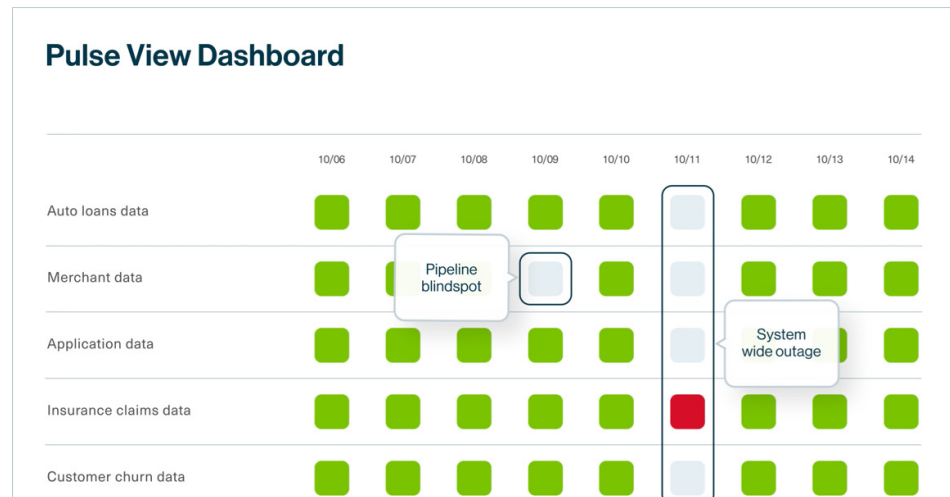 Pulse View Dashboard
10/06 10/07 10/08 10/09 10/10 10/11 10/12 10/13 10/14
Auto loans data
Merchant data
Pipeline
blindspot
Application data
System
wide outage
Insurance claims data
Customer churn data